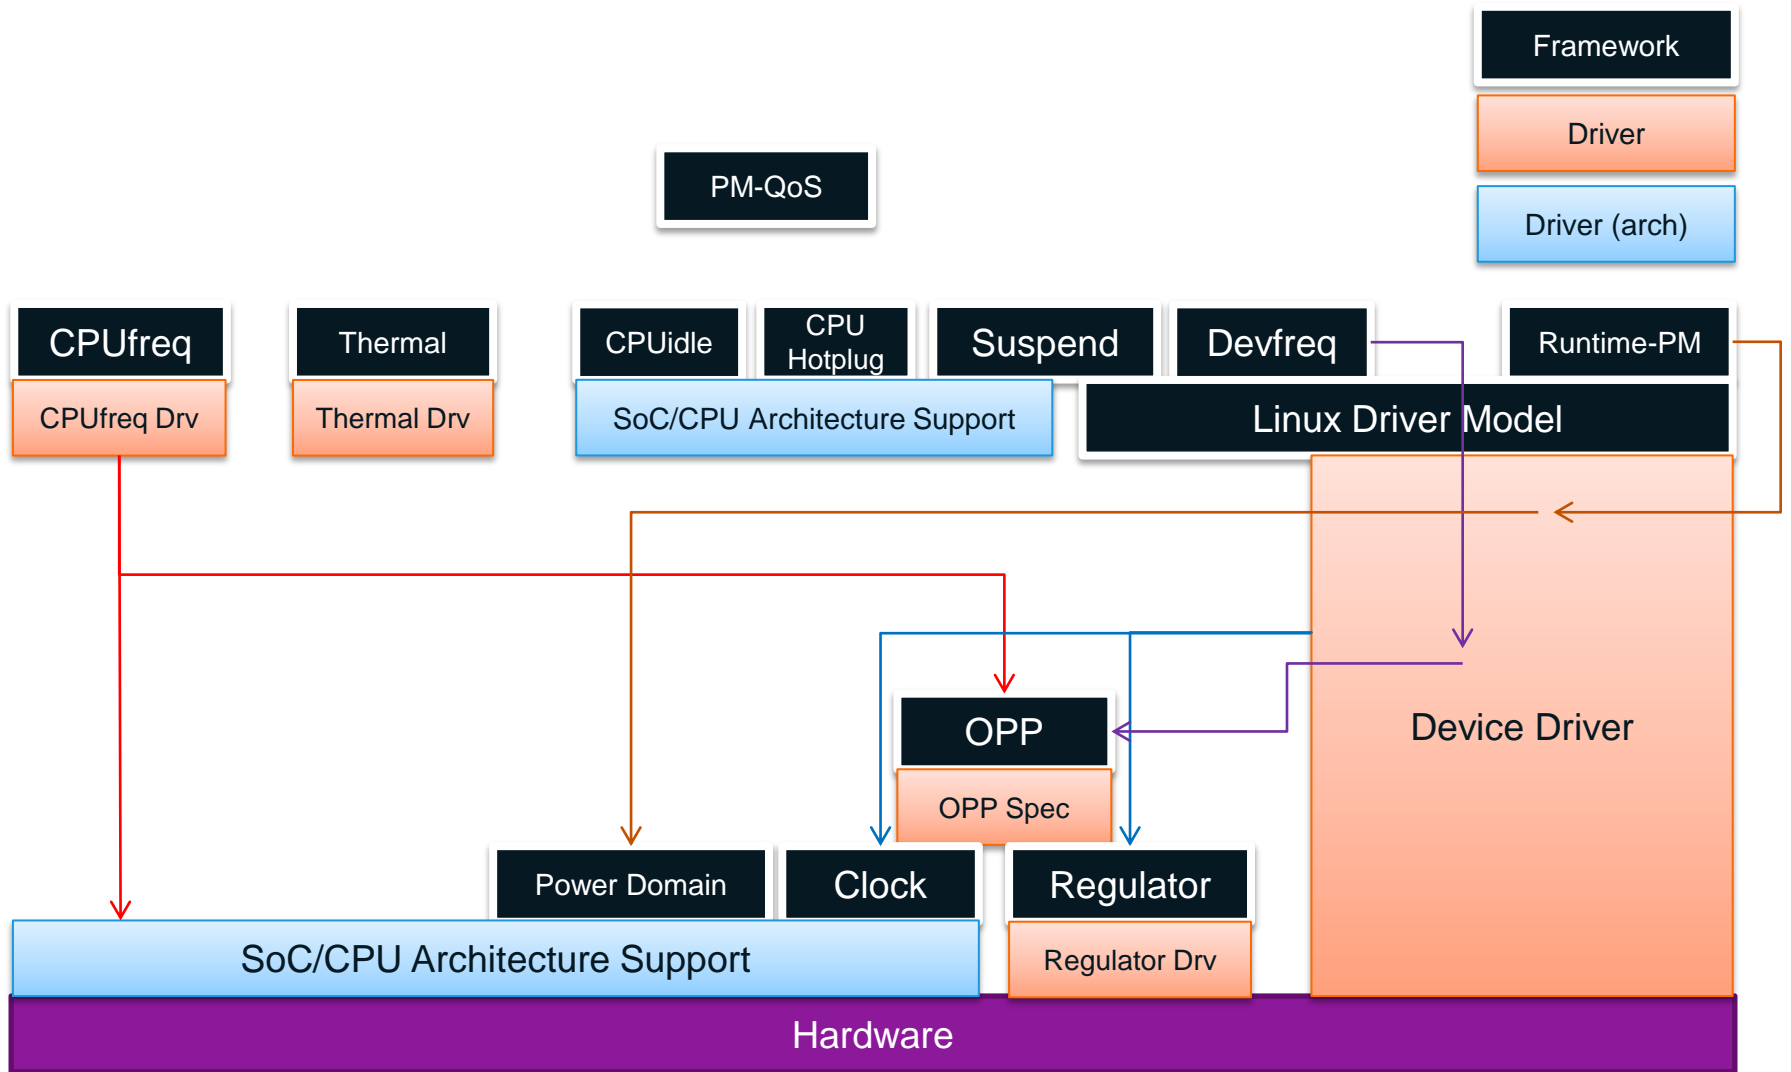 Framework
Driver
Driver (arch)
PM-QoS
CPUfreq
Thermal
CPUidle
CPU
Hotplug
Suspend
Devfreq
Runtime-PM
CPUfreq Drv
Thermal Drv
SoC/CPU Architecture Support
Linux Driver Model
OPP
Device Driver
OPP Spec
Power Domain
Clock
Regulator
SoC/CPU Architecture Support
Regulator Drv
Hardware